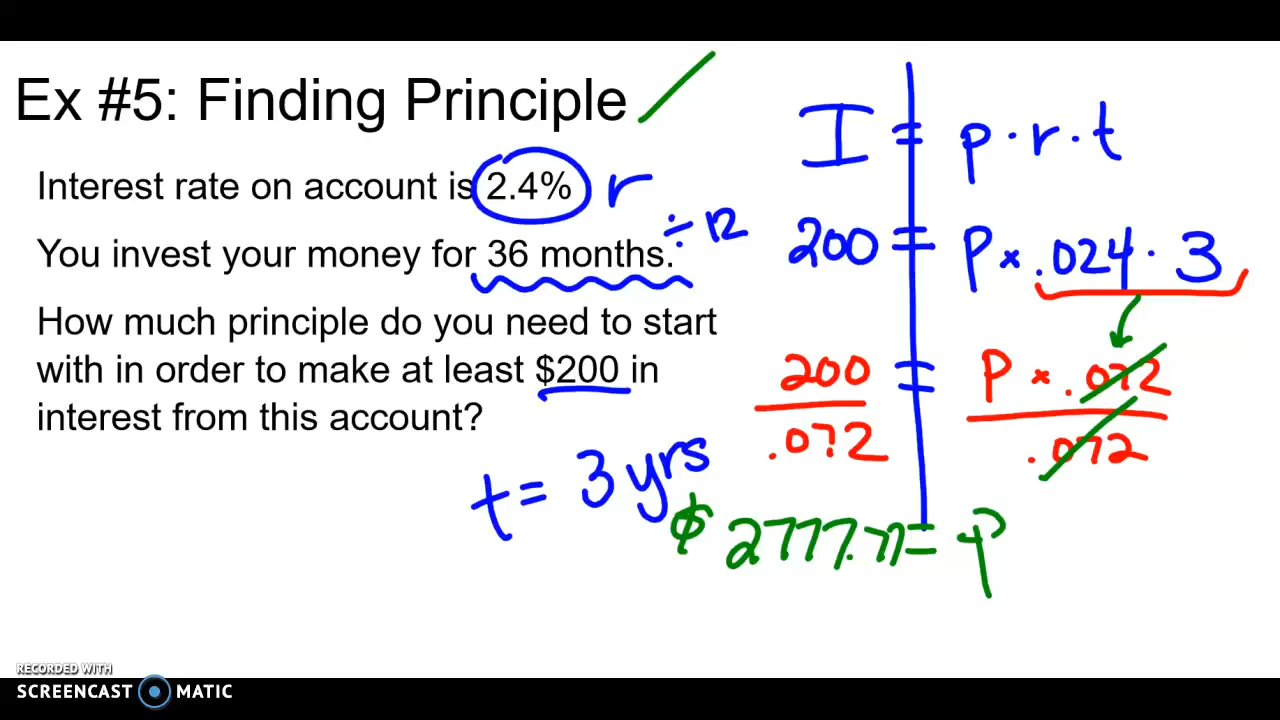 Ex #5: Finding Principle
Interest rate on account is 2.4% r
You invest your money for 36 months. ÷ 12
How much principle do you need to start
with in order to make at least $200 in
interest from this account?
t = 3 yrs
I = p · r · t
200 = P × .024 · 3
200 = P × .072
.072 .072
$2777.77 = P
RECORDED WITH
SCREENCAST MATIC